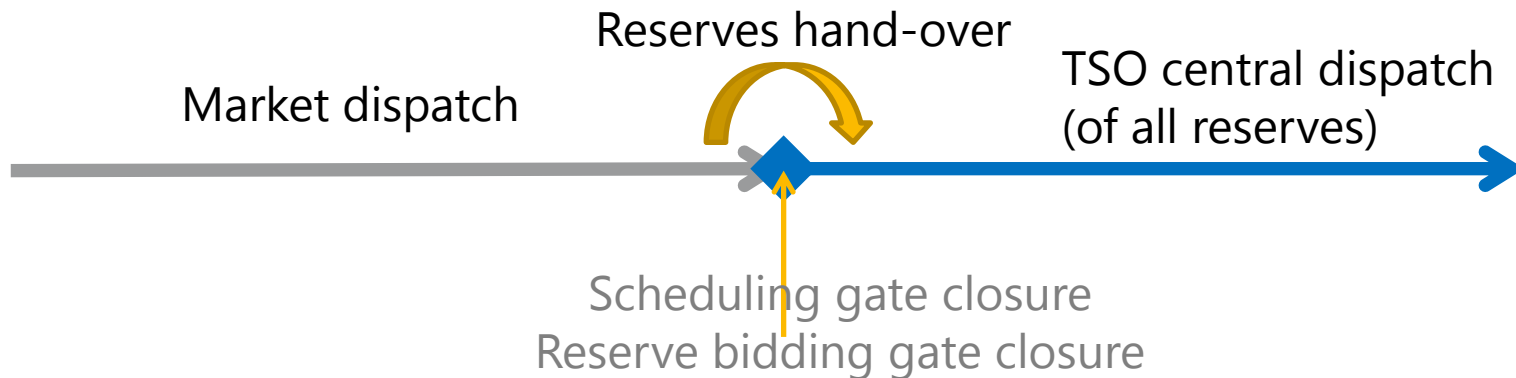 Reserves hand-over
Market dispatch
TSO central dispatch
(of all reserves)
Scheduling gate closure
Reserve bidding gate closure